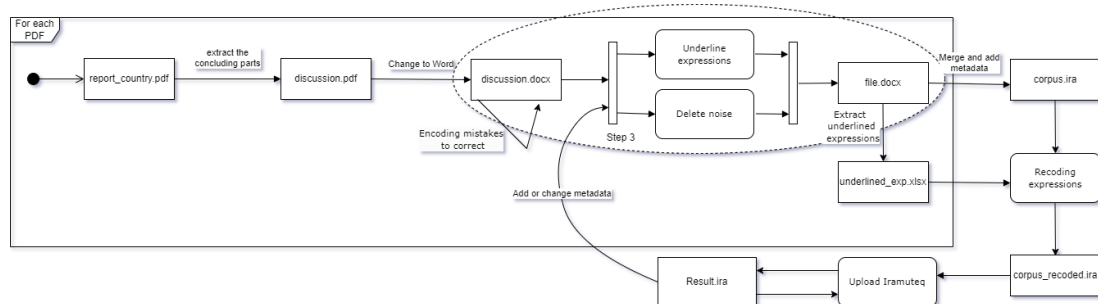 For each
PDF
extract the
concluding parts
report_country.pdf
discussion.pdf
Change to Word
discussion.docx
Encoding mistakes
to correct
Underline
expressions
Delete noise
Step 3
file.docx
Merge and add
metadata
corpus.ira
Extract
underlined
expressions
underlined_exp.xlsx
Recoding
expressions
Add or change metadata
Result.ira
Upload Iramuteq
corpus_recoded.ira